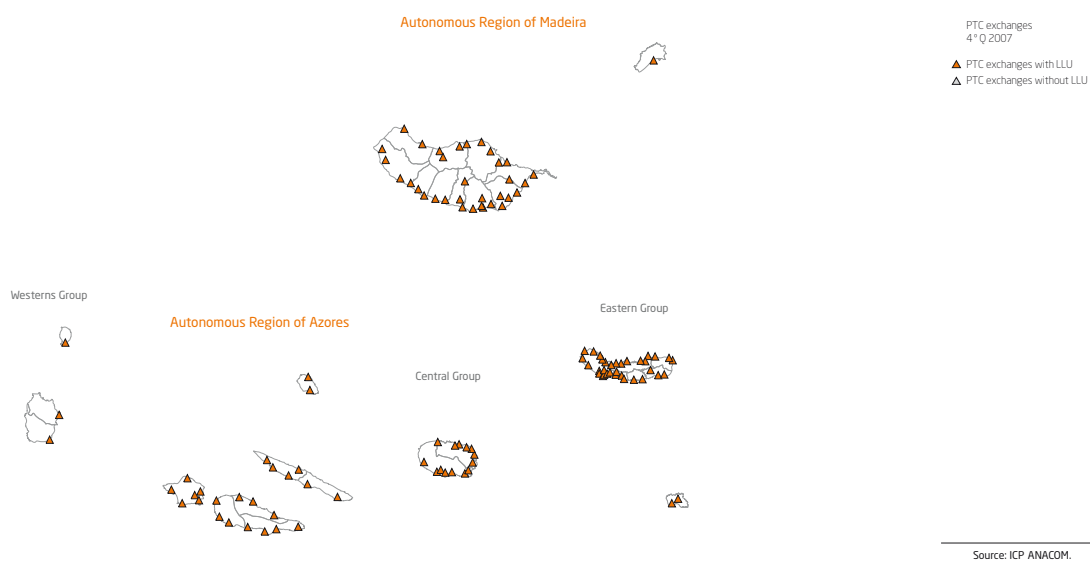 Autonomous Region of Madeira
PTC exchanges
4º Q 2007
PTC exchanges with LLU
PTC exchanges without LLU
Westerns Group
Autonomous Region of Azores
Eastern Group
Central Group
Source: ICP ANACOM.